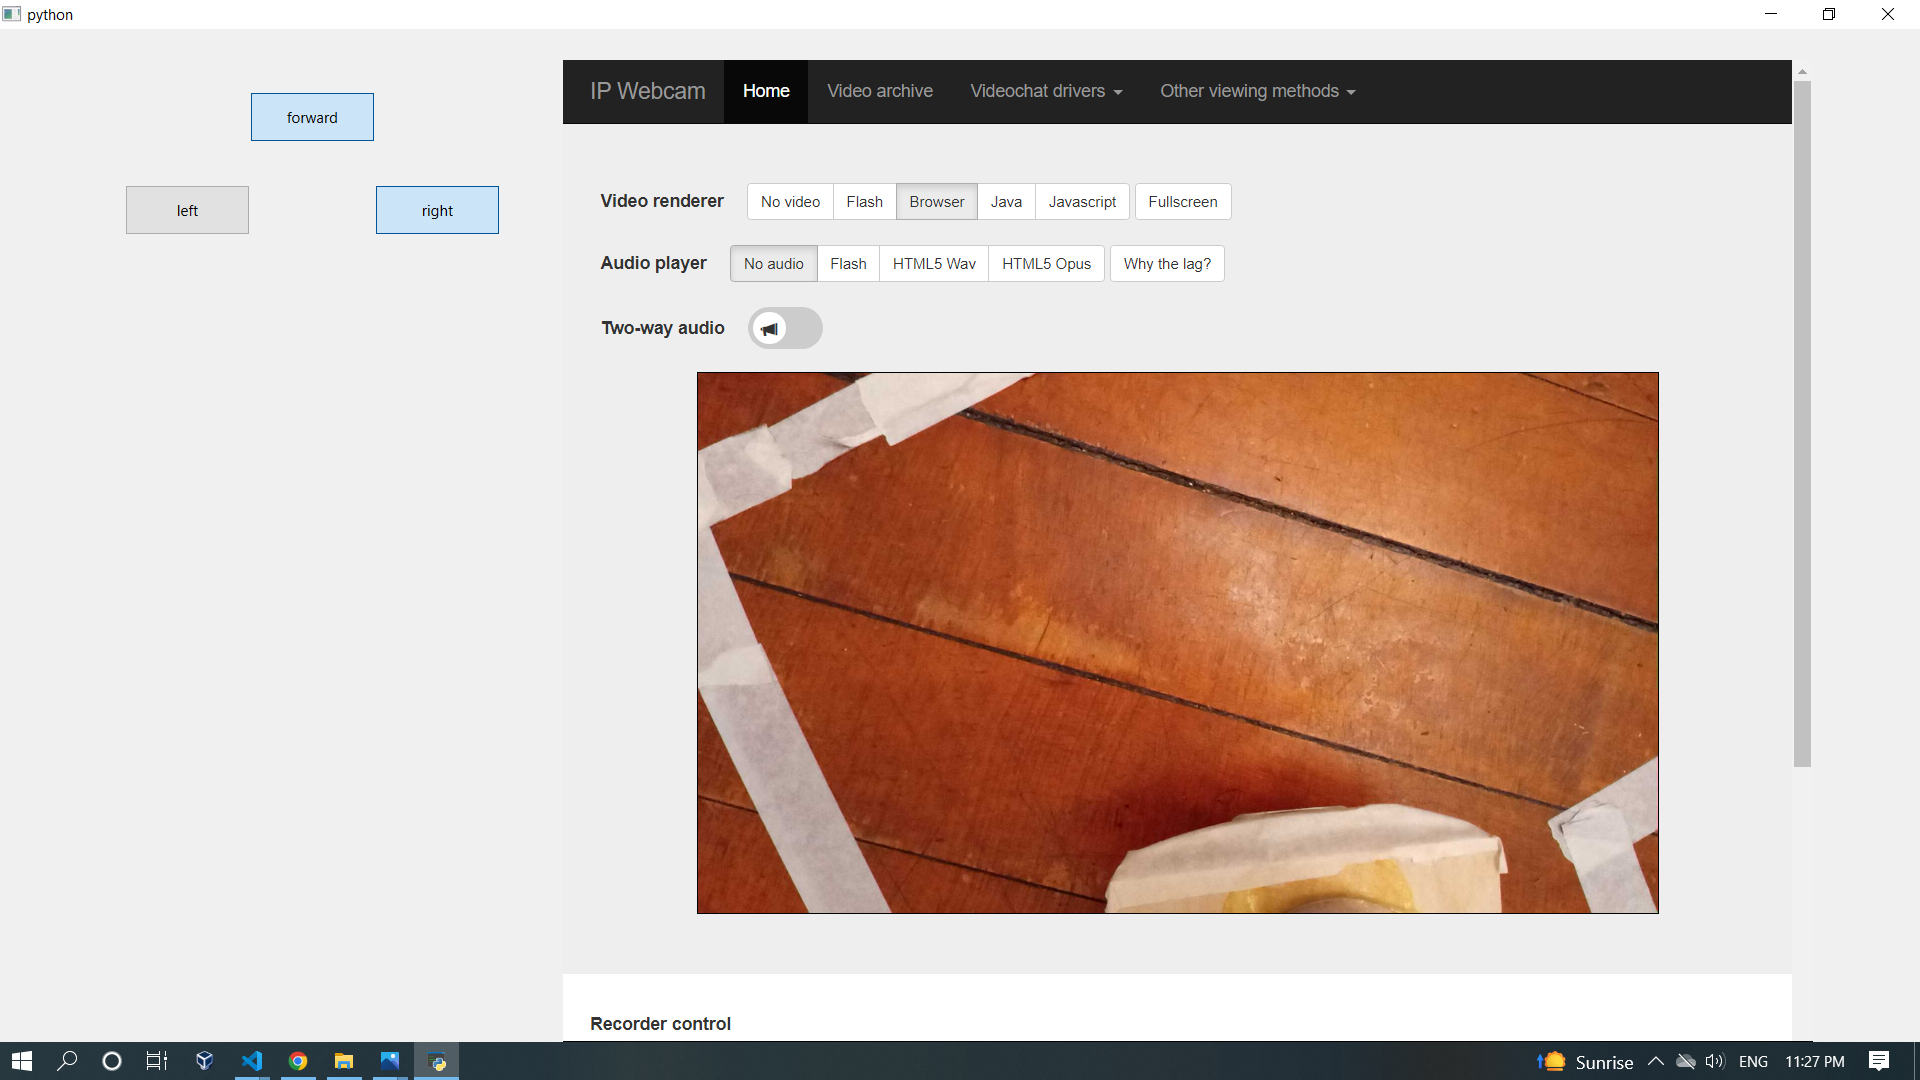 python
forward
left
right
IP Webcam Home Video archive Videochat drivers Other viewing methods
Video renderer No video Flash Browser Java Javascript Fullscreen
Audio player No audio Flash HTML5 Wav HTML5 Opus Why the lag?
Two-way audio
Recorder control
Sunrise ENG 11:27 PM